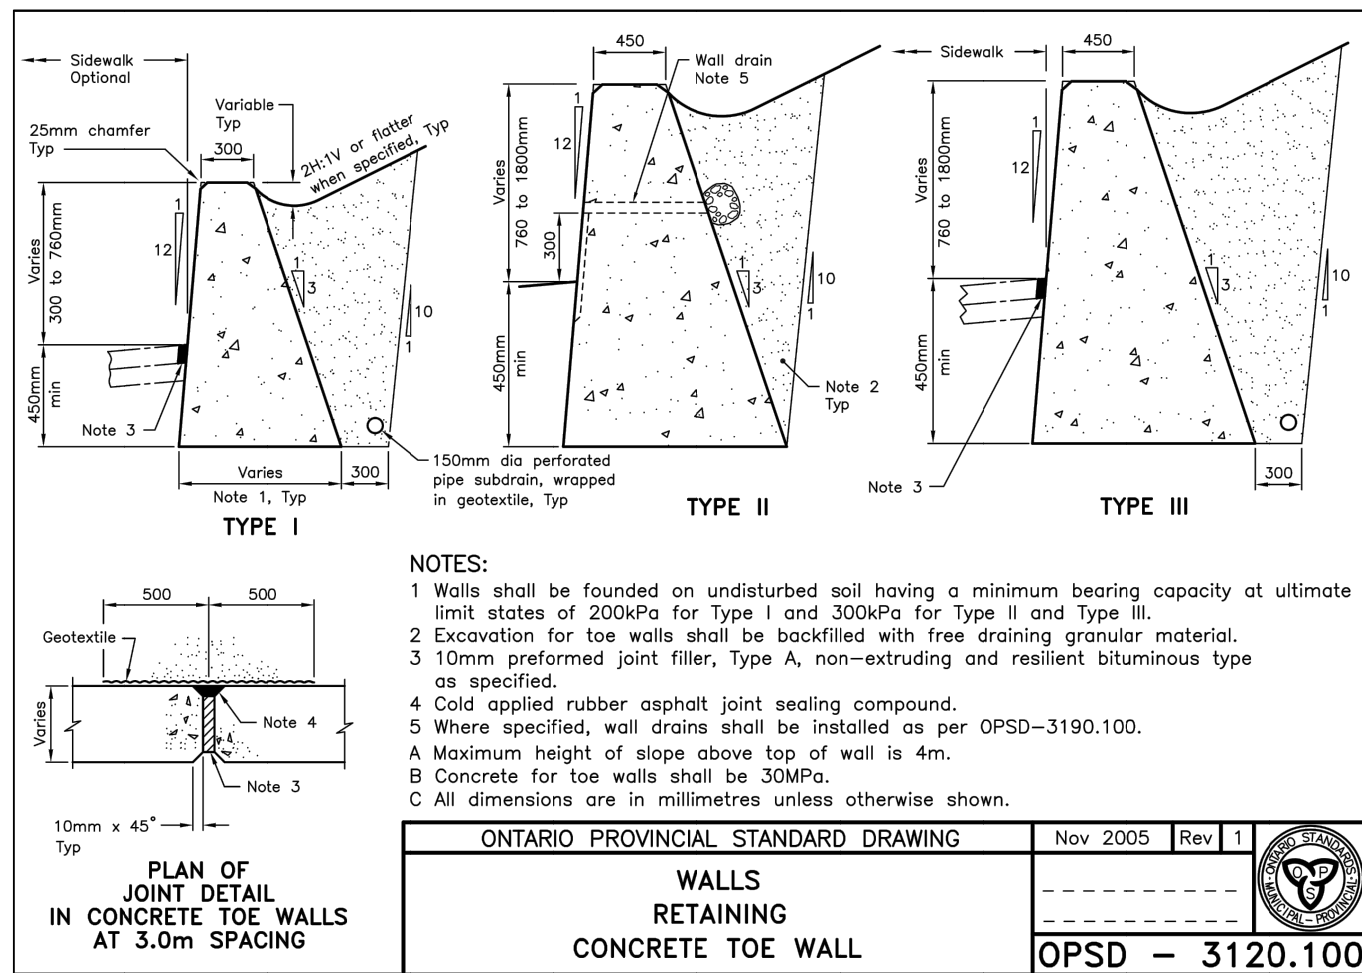 Sidewalk
Optional
25mm chamfer
Typ
Variable
Typ
300
2H:1V or flatter
when specified, Typ
Varies
300 to 760mm
450mm
min
1
12
1
3
10
1
Note 3
Varies
Note 1, Typ
300
150mm dia perforated
pipe subdrain, wrapped
in geotextile, Typ
TYPE I
450
Wall drain
Note 5
Varies
760 to 1800mm
1
12
300
450mm
min
1
3
10
1
Note 2
Typ
TYPE II
Sidewalk
450
Varies
760 to 1800mm
1
12
450mm
min
1
3
10
1
Note 3
300
TYPE III
500
500
Geotextile
Varies
Note 4
Note 3
10mm x 45°
Typ
PLAN OF
JOINT DETAIL
IN CONCRETE TOE WALLS
AT 3.0m SPACING
NOTES:
1 Walls shall be founded on undisturbed soil having a minimum bearing capacity at ultimate
limit states of 200kPa for Type I and 300kPa for Type II and Type III.
2 Excavation for toe walls shall be backfilled with free draining granular material.
3 10mm preformed joint filler, Type A, non-extruding and resilient bituminous type
as specified.
4 Cold applied rubber asphalt joint sealing compound.
5 Where specified, wall drains shall be installed as per OPSD-3190.100.
A Maximum height of slope above top of wall is 4m.
B Concrete for toe walls shall be 30MPa.
C All dimensions are in millimetres unless otherwise shown.
ONTARIO PROVINCIAL STANDARD DRAWING
Nov 2005
Rev
1
WALLS
RETAINING
CONCRETE TOE WALL
ONTARIO STANDARDS
MUNICIPAL-PROVINCIAL
O P
S
OPSD - 3120.100